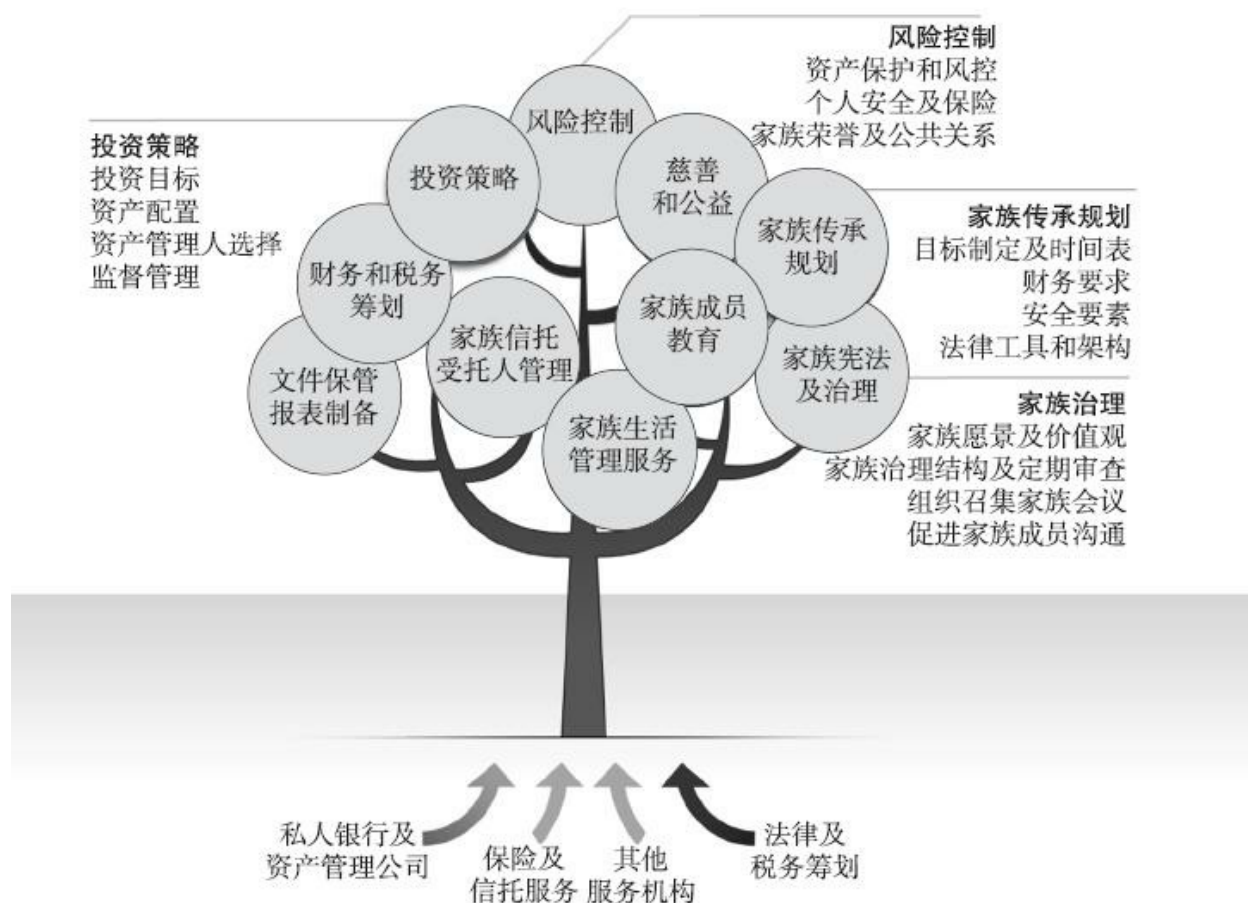 风险控制
资产保护和风控
个人安全及保险
家族荣誉及公共关系
投资策略
投资目标
资产配置
资产管理人选择
监督管理
风险控制
投资策略
慈善
和公益
家族传承
规划
财务和税务
筹划
家族信托
受托人管理
家族成员
教育
家族宪法
及治理
文件保管
报表制备
家族生活
管理服务
家族传承规划
目标制定及时间表
财务要求
安全要素
法律工具和架构
家族治理
家族愿景及价值观
家族治理结构及定期审查
组织召集家族会议
促进家族成员沟通
私人银行及
资产管理公司
保险及
信托服务
其他
服务机构
法律及
税务筹划